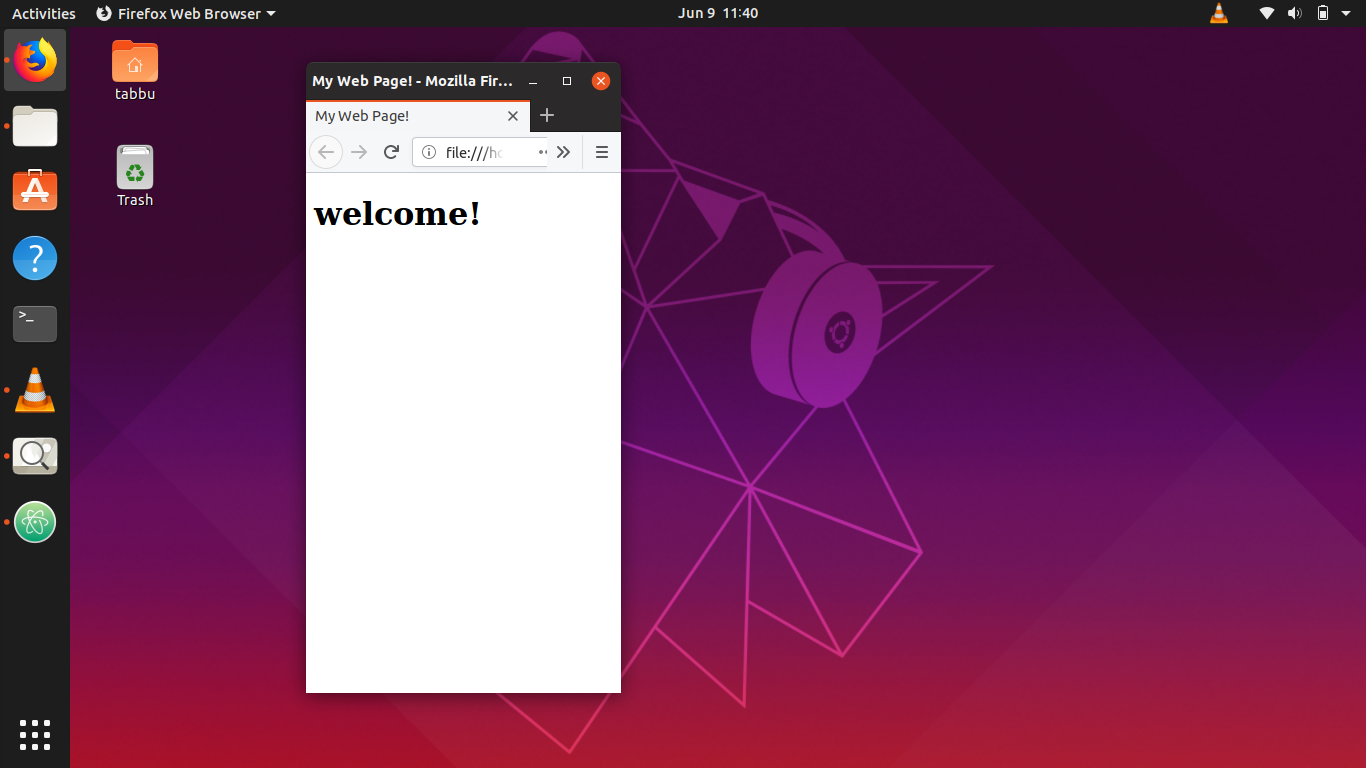 Activities
Firefox Web Browser
Jun 9 11:40
tabbu
Trash
My Web Page! - Mozilla Fir...
My Web Page!
file:///ho
welcome!
>_
?